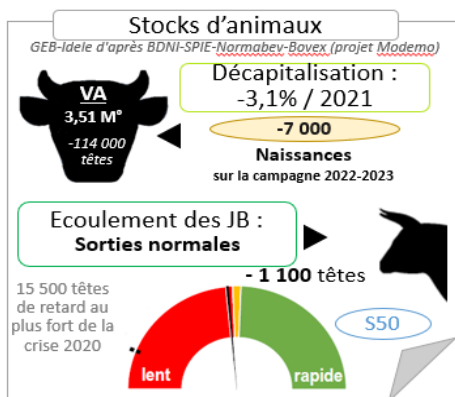 Stocks d'animaux
GEB-Idele d'après BDNI-SPIE-Normabev-Bovex (projet Modemo)
VA
3,51 M°
-114 000
têtes
Décapitalisation :
-3,1% / 2021
-7 000
Naissances
sur la campagne 2022-2023
Ecoulement des JB :
Sorties normales
- 1 100 têtes
15 500 têtes
de retard au
plus fort de la
crise 2020
S50
lent
rapide